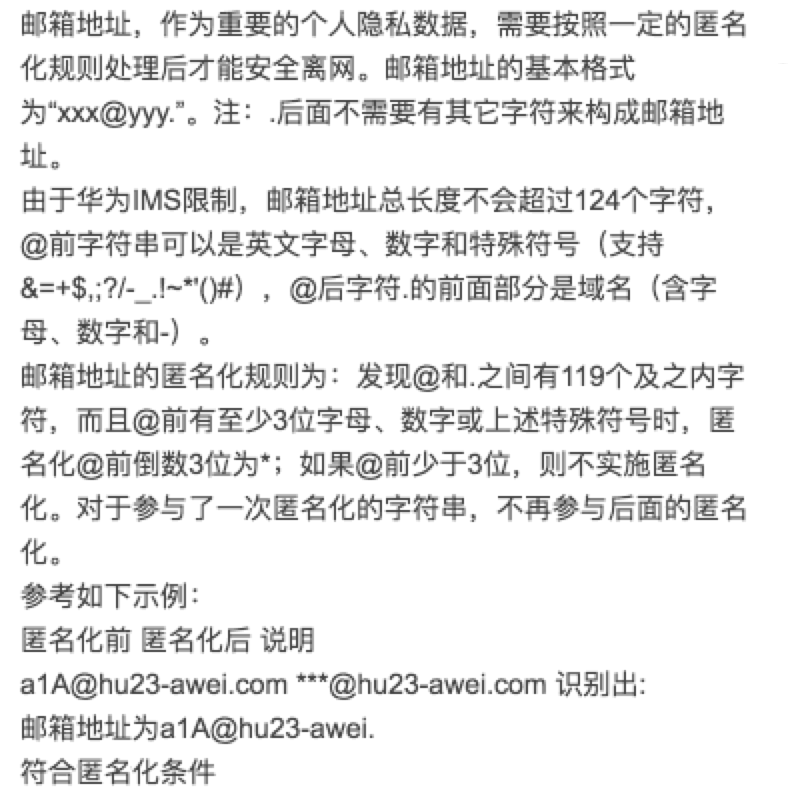 邮箱地址，作为重要的个人隐私数据，需要按照一定的匿名
化规则处理后才能安全离网。邮箱地址的基本格式
为“xxx@yyy.”。注：.后面不需要有其它字符来构成邮箱地
址。
由于华为IMS限制，邮箱地址总长度不会超过124个字符，
@前字符串可以是英文字母、数字和特殊符号（支持
&=+$,;?/-_.!~*'()#），@后字符.的前面部分是域名（含字
母、数字和-）。
邮箱地址的匿名化规则为：发现@和.之间有119个及之内字
符，而且@前有至少3位字母、数字或上述特殊符号时，匿
名化@前倒数3位为*；如果@前少于3位，则不实施匿名
化。对于参与了一次匿名化的字符串，不再参与后面的匿名
化。
参考如下示例：
匿名化前 匿名化后 说明
a1A@hu23-awei.com ***@hu23-awei.com 识别出:
邮箱地址为a1A@hu23-awei.
符合匿名化条件